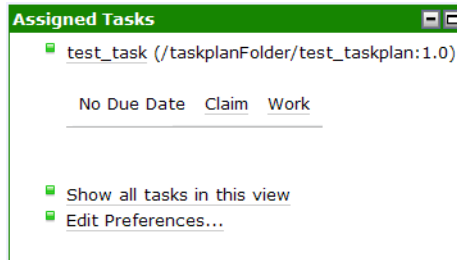 Assigned Tasks
test_task (/taskplanFolder/test_taskplan:1.0)
No Due Date Claim Work
Show all tasks in this view
Edit Preferences...